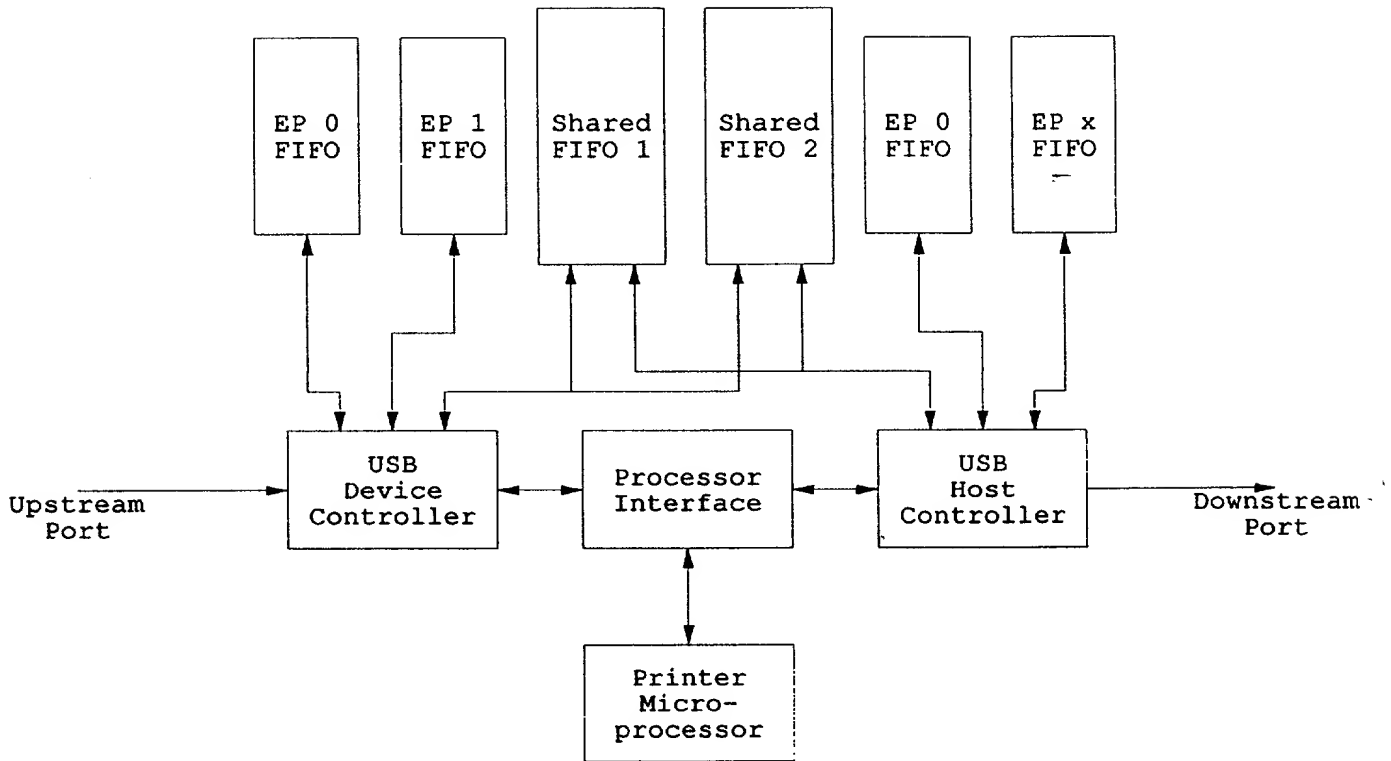 EP 0
FIFO
EP 1
FIFO
Shared
FIFO 1
Shared
FIFO 2
EP 0
FIFO
EP x
FIFO
USB
Device
Controller
Processor
Interface
USB
Host
Controller
Upstream
Port
Downstream
Port
Printer
Micro-
processor